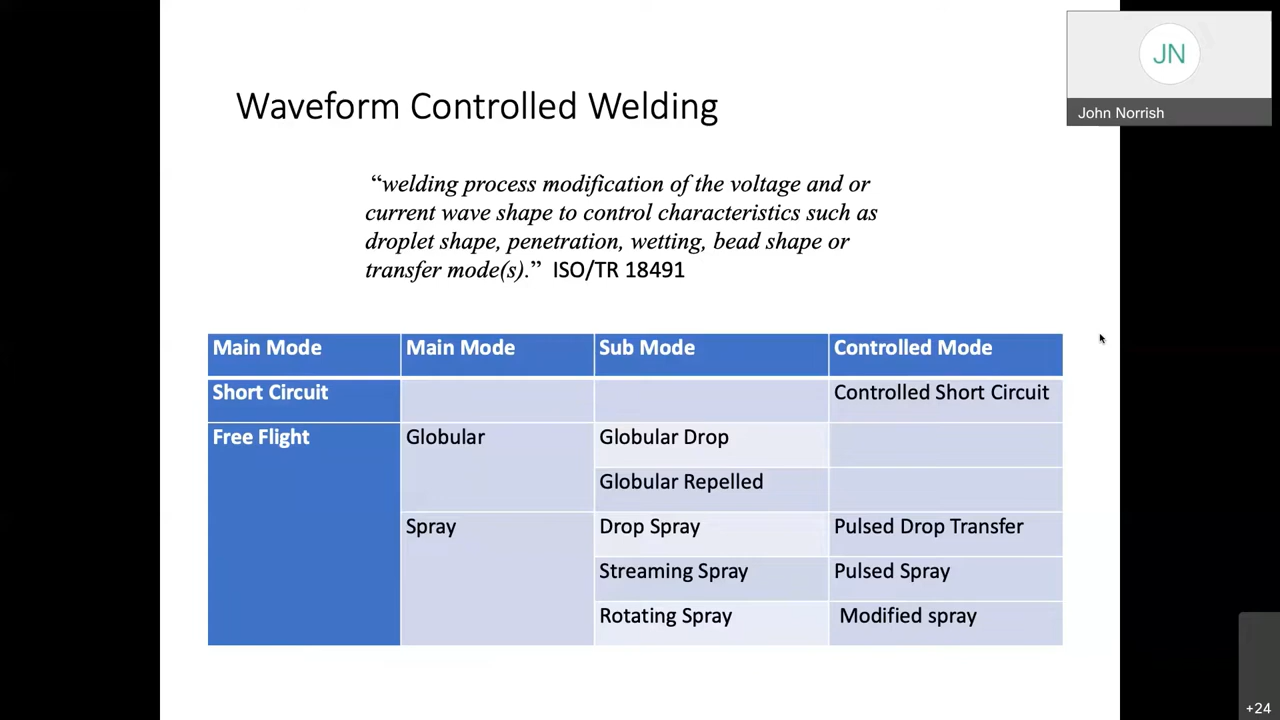 JN
John Norrish
Waveform Controlled Welding
“welding process modification of the voltage and or
current wave shape to control characteristics such as
droplet shape, penetration, wetting, bead shape or
transfer mode(s).” ISO/TR 18491
Main Mode Main Mode Sub Mode Controlled Mode
Short Circuit Controlled Short Circuit
Free Flight Globular Globular Drop
Globular Repelled
Spray Drop Spray Pulsed Drop Transfer
Streaming Spray Pulsed Spray
Rotating Spray Modified spray
+24